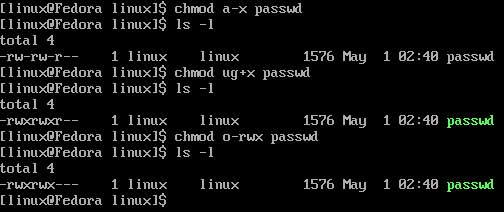 [linux@Fedora linux]$ chmod a-x passwd
[linux@Fedora linux]$ ls -l
total 4
-rw-rw-r--    1 linux    linux        1576 May  1 02:40 passwd
[linux@Fedora linux]$ chmod ug+x passwd
[linux@Fedora linux]$ ls -l
total 4
-rwxrwxr--    1 linux    linux        1576 May  1 02:40 passwd
[linux@Fedora linux]$ chmod o-rwx passwd
[linux@Fedora linux]$ ls -l
total 4
-rwxrwx---    1 linux    linux        1576 May  1 02:40 passwd
[linux@Fedora linux]$